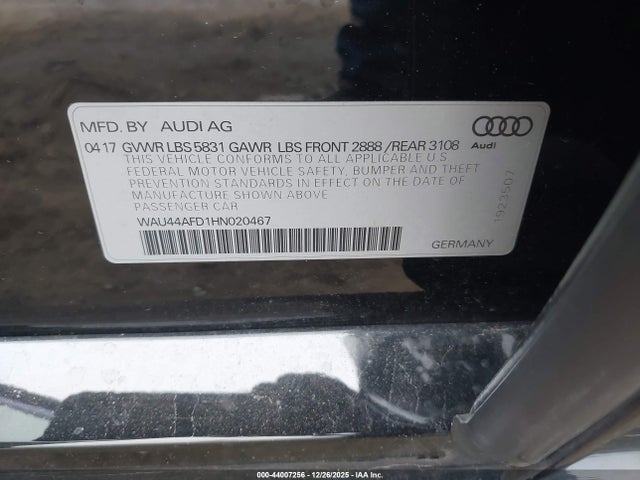 MFD. BY AUDI AG
04 17 GVWR LBS 5831 GAWR LBS FRONT 2888 / REAR 3108
Audi
THIS VEHICLE CONFORMS TO ALL APPLICABLE U.S
FEDERAL MOTOR VEHICLE SAFETY, BUMPER AND THEFT
PREVENTION STANDARDS IN EFFECT ON THE DATE OF
MANUFACTURE SHOWN ABOVE
PASSENGER CAR
WAU44AFD1HN020467
1923507
GERMANY
000-44007256 - 12/26/2025 - IAA Inc.